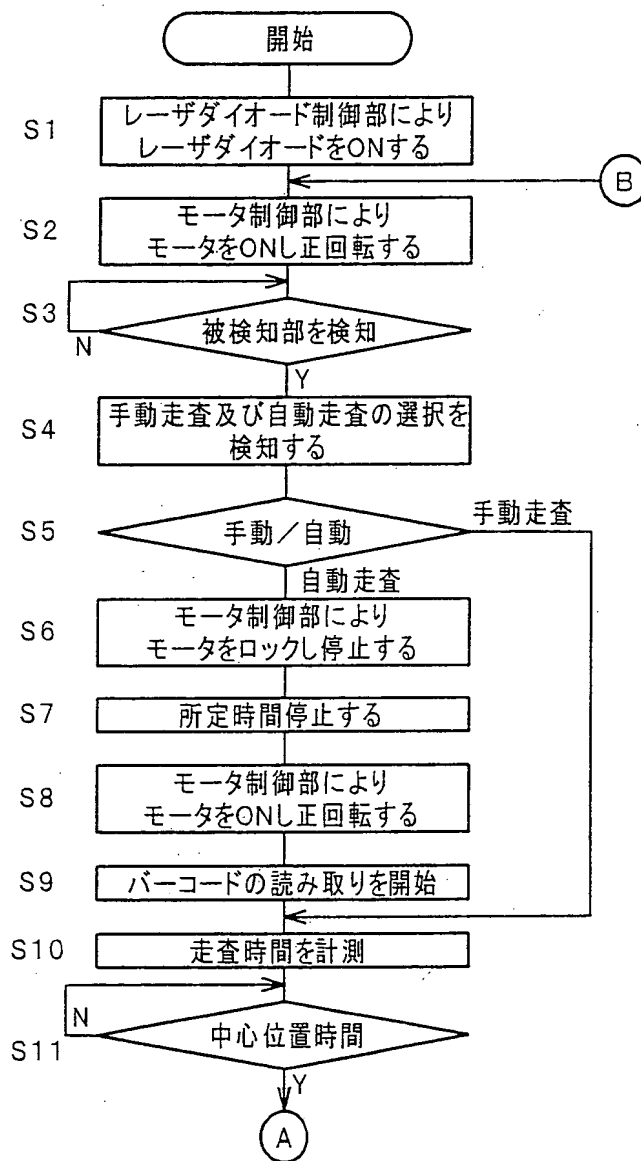 開始
S1
レーザダイオード制御部により
レーザダイオードをONする
B
S2
モータ制御部により
モータをONし正回転する
S3
N
被検知部を検知
Y
S4
手動走査及び自動走査の選択を
検知する
S5
手動／自動
手動走査
自動走査
S6
モータ制御部により
モータをロックし停止する
S7
所定時間停止する
S8
モータ制御部により
モータをONし正回転する
S9
バーコードの読み取りを開始
S10
走査時間を計測
N
S11
中心位置時間
Y
A